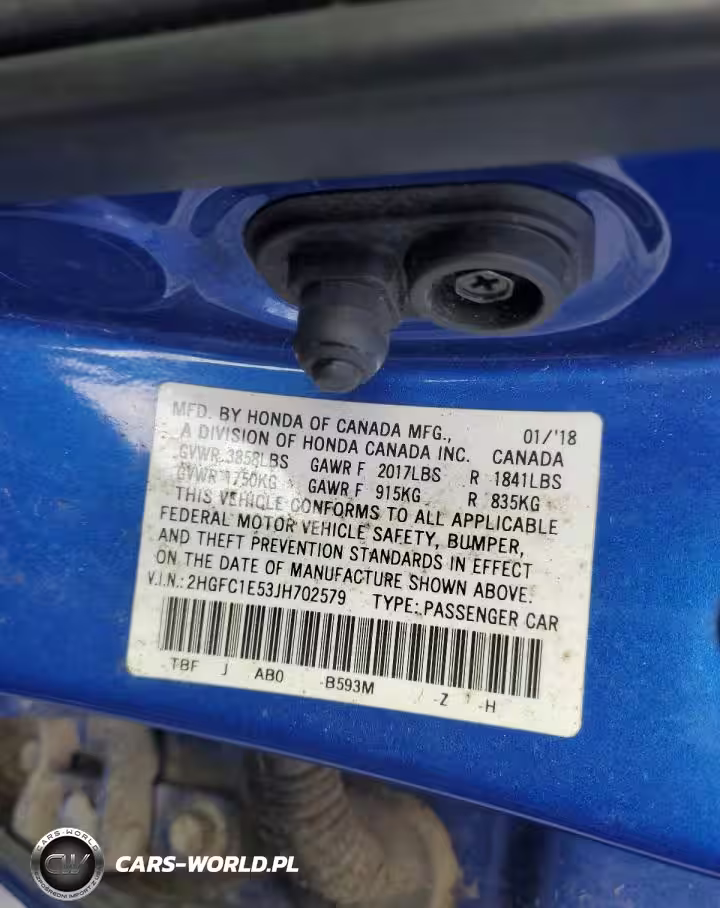 MFD. BY HONDA OF CANADA MFG., 01/'18
A DIVISION OF HONDA CANADA INC. CANADA
GVWR 3858LBS GAWR F 2017LBS R 1841LBS
GVWR 1750KG GAWR F 915KG R 835KG
THIS VEHICLE CONFORMS TO ALL APPLICABLE
FEDERAL MOTOR VEHICLE SAFETY, BUMPER,
AND THEFT PREVENTION STANDARDS IN EFFECT
ON THE DATE OF MANUFACTURE SHOWN ABOVE.
V.I.N.: 2HGFC1E53JH702579 TYPE: PASSENGER CAR
TBF J AB0 -B593M -Z -H
CARS-WORLD
CW
CARS-WORLD.PL